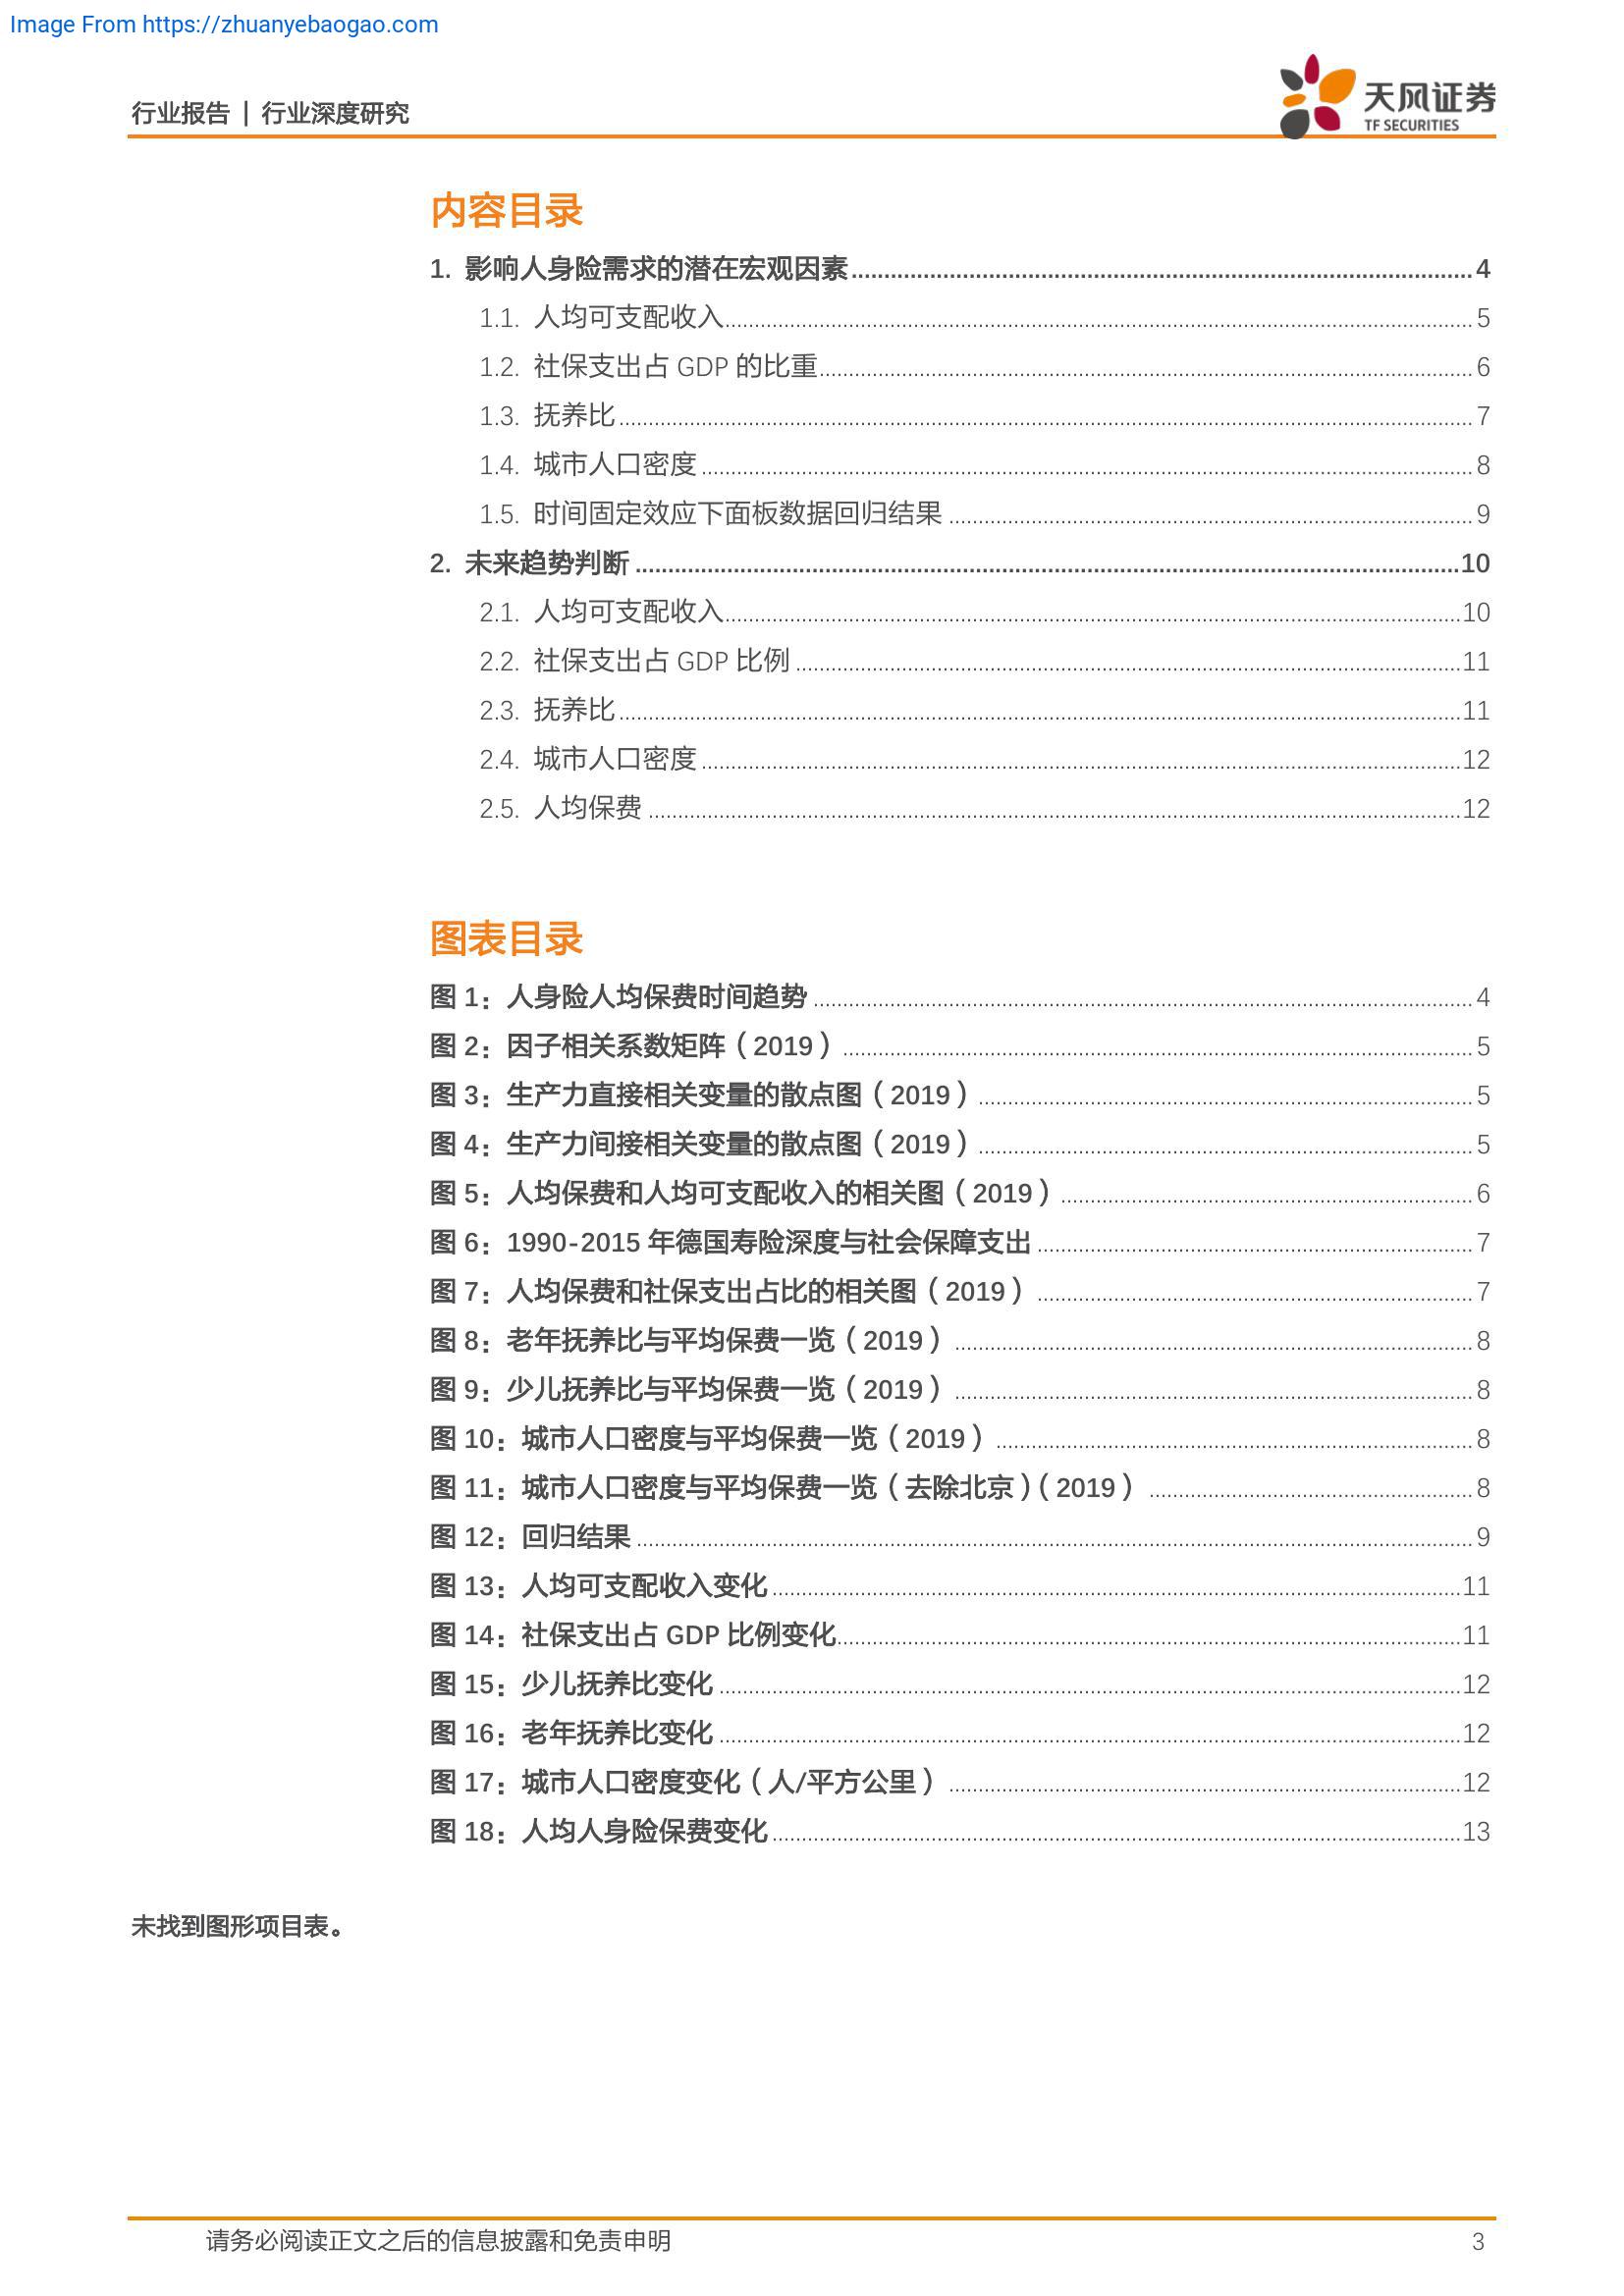 Image From https://zhuanyebaogao.com
行业报告 | 行业深度研究
天风证券
TF SECURITIES
内容目录
1. 影响人身险需求的潜在宏观因素 4
1.1. 人均可支配收入 5
1.2. 社保支出占 GDP 的比重 6
1.3. 抚养比 7
1.4. 城市人口密度 8
1.5. 时间固定效应下面板数据回归结果 9
2. 未来趋势判断 10
2.1. 人均可支配收入 10
2.2. 社保支出占 GDP 比例 11
2.3. 抚养比 11
2.4. 城市人口密度 12
2.5. 人均保费 12
图表目录
图 1：人身险人均保费时间趋势 4
图 2：因子相关系数矩阵（2019） 5
图 3：生产力直接相关变量的散点图（2019） 5
图 4：生产力间接相关变量的散点图（2019） 5
图 5：人均保费和人均可支配收入的相关图（2019） 6
图 6：1990-2015 年德国寿险深度与社会保障支出 7
图 7：人均保费和社保支出占比的相关图（2019） 7
图 8：老年抚养比与平均保费一览（2019） 8
图 9：少儿抚养比与平均保费一览（2019） 8
图 10：城市人口密度与平均保费一览（2019） 8
图 11：城市人口密度与平均保费一览（去除北京）（2019） 8
图 12：回归结果 9
图 13：人均可支配收入变化 11
图 14：社保支出占 GDP 比例变化 11
图 15：少儿抚养比变化 12
图 16：老年抚养比变化 12
图 17：城市人口密度变化（人/平方公里） 12
图 18：人均人身险保费变化 13
未找到图形项目表。
请务必阅读正文之后的信息披露和免责申明 3